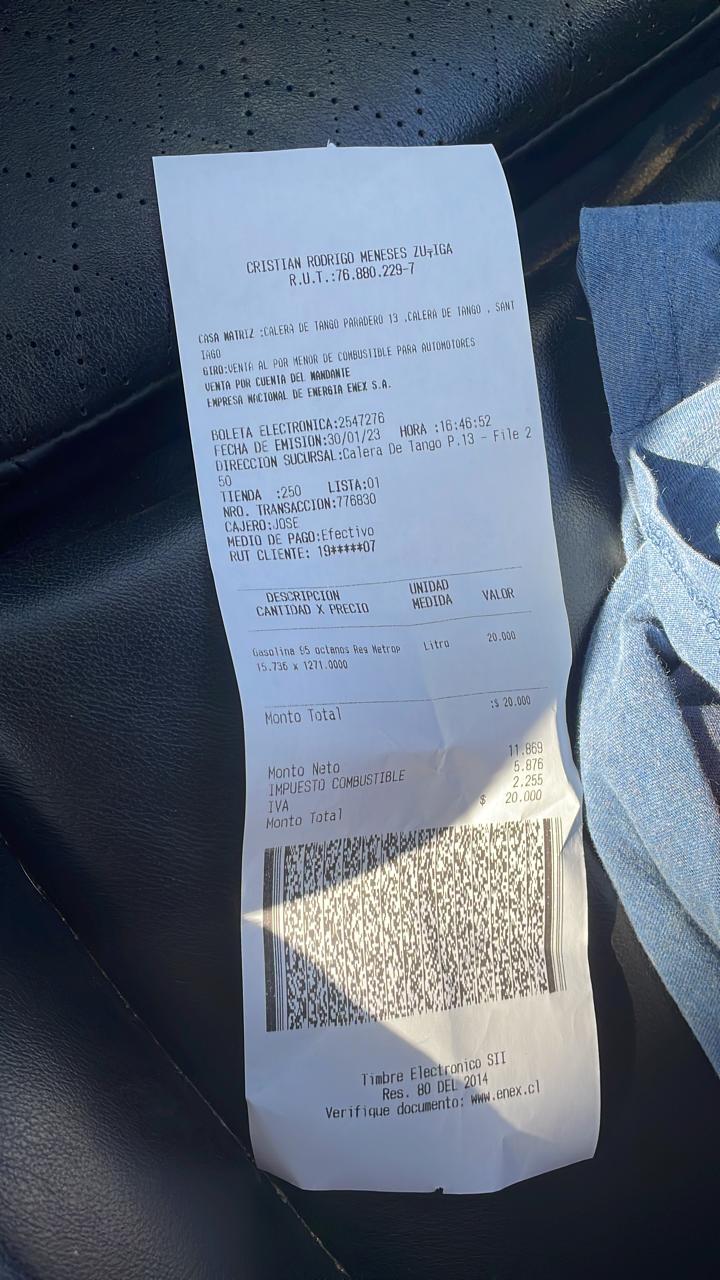 CRISTIAN RODRIGO MENESES ZU╤IGA
R.U.T.:76.880.229-7
CASA MATRIZ :CALERA DE TANGO PARADERO 13 .CALERA DE TANGO . SANT
IAGO
GIRO:VENTA AL POR MENOR DE COMBUSTIBLE PARA AUTOMOTORES
VENTA POR CUENTA DEL MANDANTE
EMPRESA NACIONAL DE ENERGIA ENEX S.A.
BOLETA ELECTRONICA:2547276
FECHA DE EMISION:30/01/23 HORA :16:46:52
DIRECCION SUCURSAL:Calera De Tango P.13 - File 2
50
TIENDA :250 LISTA:01
NRO. TRANSACCION:776830
CAJERO:JOSE
MEDIO DE PAGO:Efectivo
RUT CLIENTE: 19*****07
DESCRIPCION UNIDAD
CANTIDAD X PRECIO MEDIDA VALOR
Gasolina 95 octanos Reg Metrop Litro 20.000
15.736 x 1271.0000
Monto Total :$ 20.000
Monto Neto 11.869
IMPUESTO COMBUSTIBLE 5.876
IVA 2.255
Monto Total $ 20.000
Timbre Electronico SII
Res. 80 DEL 2014
Verifique documento: www.enex.cl